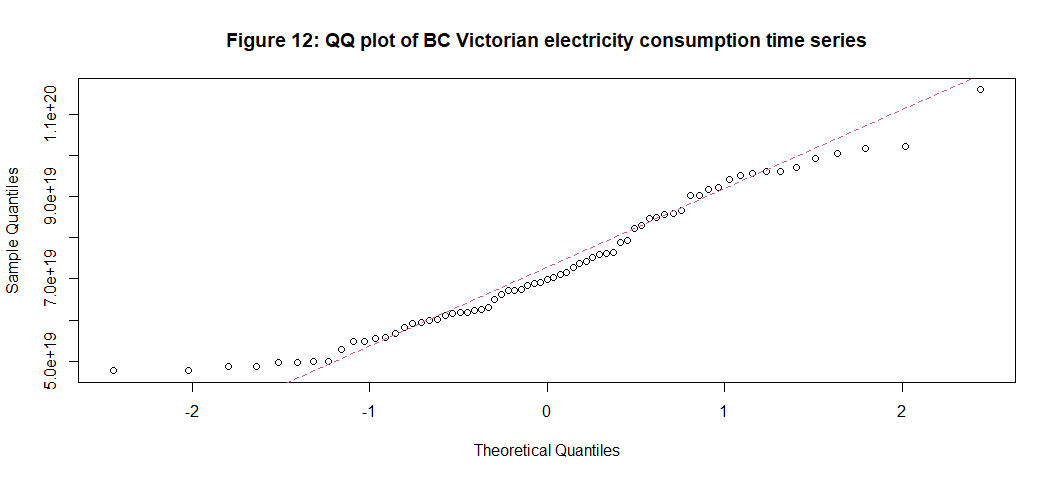 Figure 12: QQ plot of BC Victorian electricity consumption time series
Sample Quantiles
1.1e+20
9.0e+19
7.0e+19
5.0e+19
-2 -1 0 1 2
Theoretical Quantiles